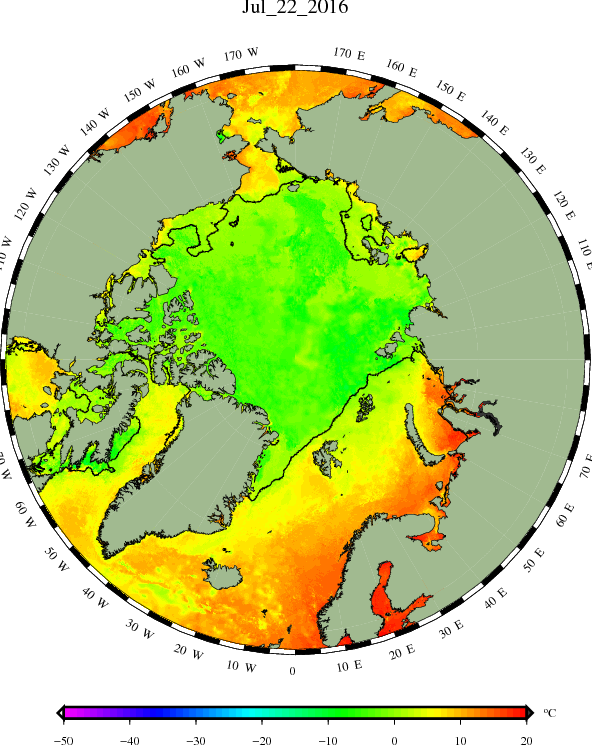 Jul_22_2016
170 W
170 E
160 W
160 E
150 W
150 E
140 W
140 E
130 W
130 E
120 W
120 E
110 E
70 E
60 W
60 E
50 W
50 E
40 W
40 E
30 W
30 E
20 W
20 E
10 W
10 E
0
°C
−50 −40 −30 −20 −10 0 10 20